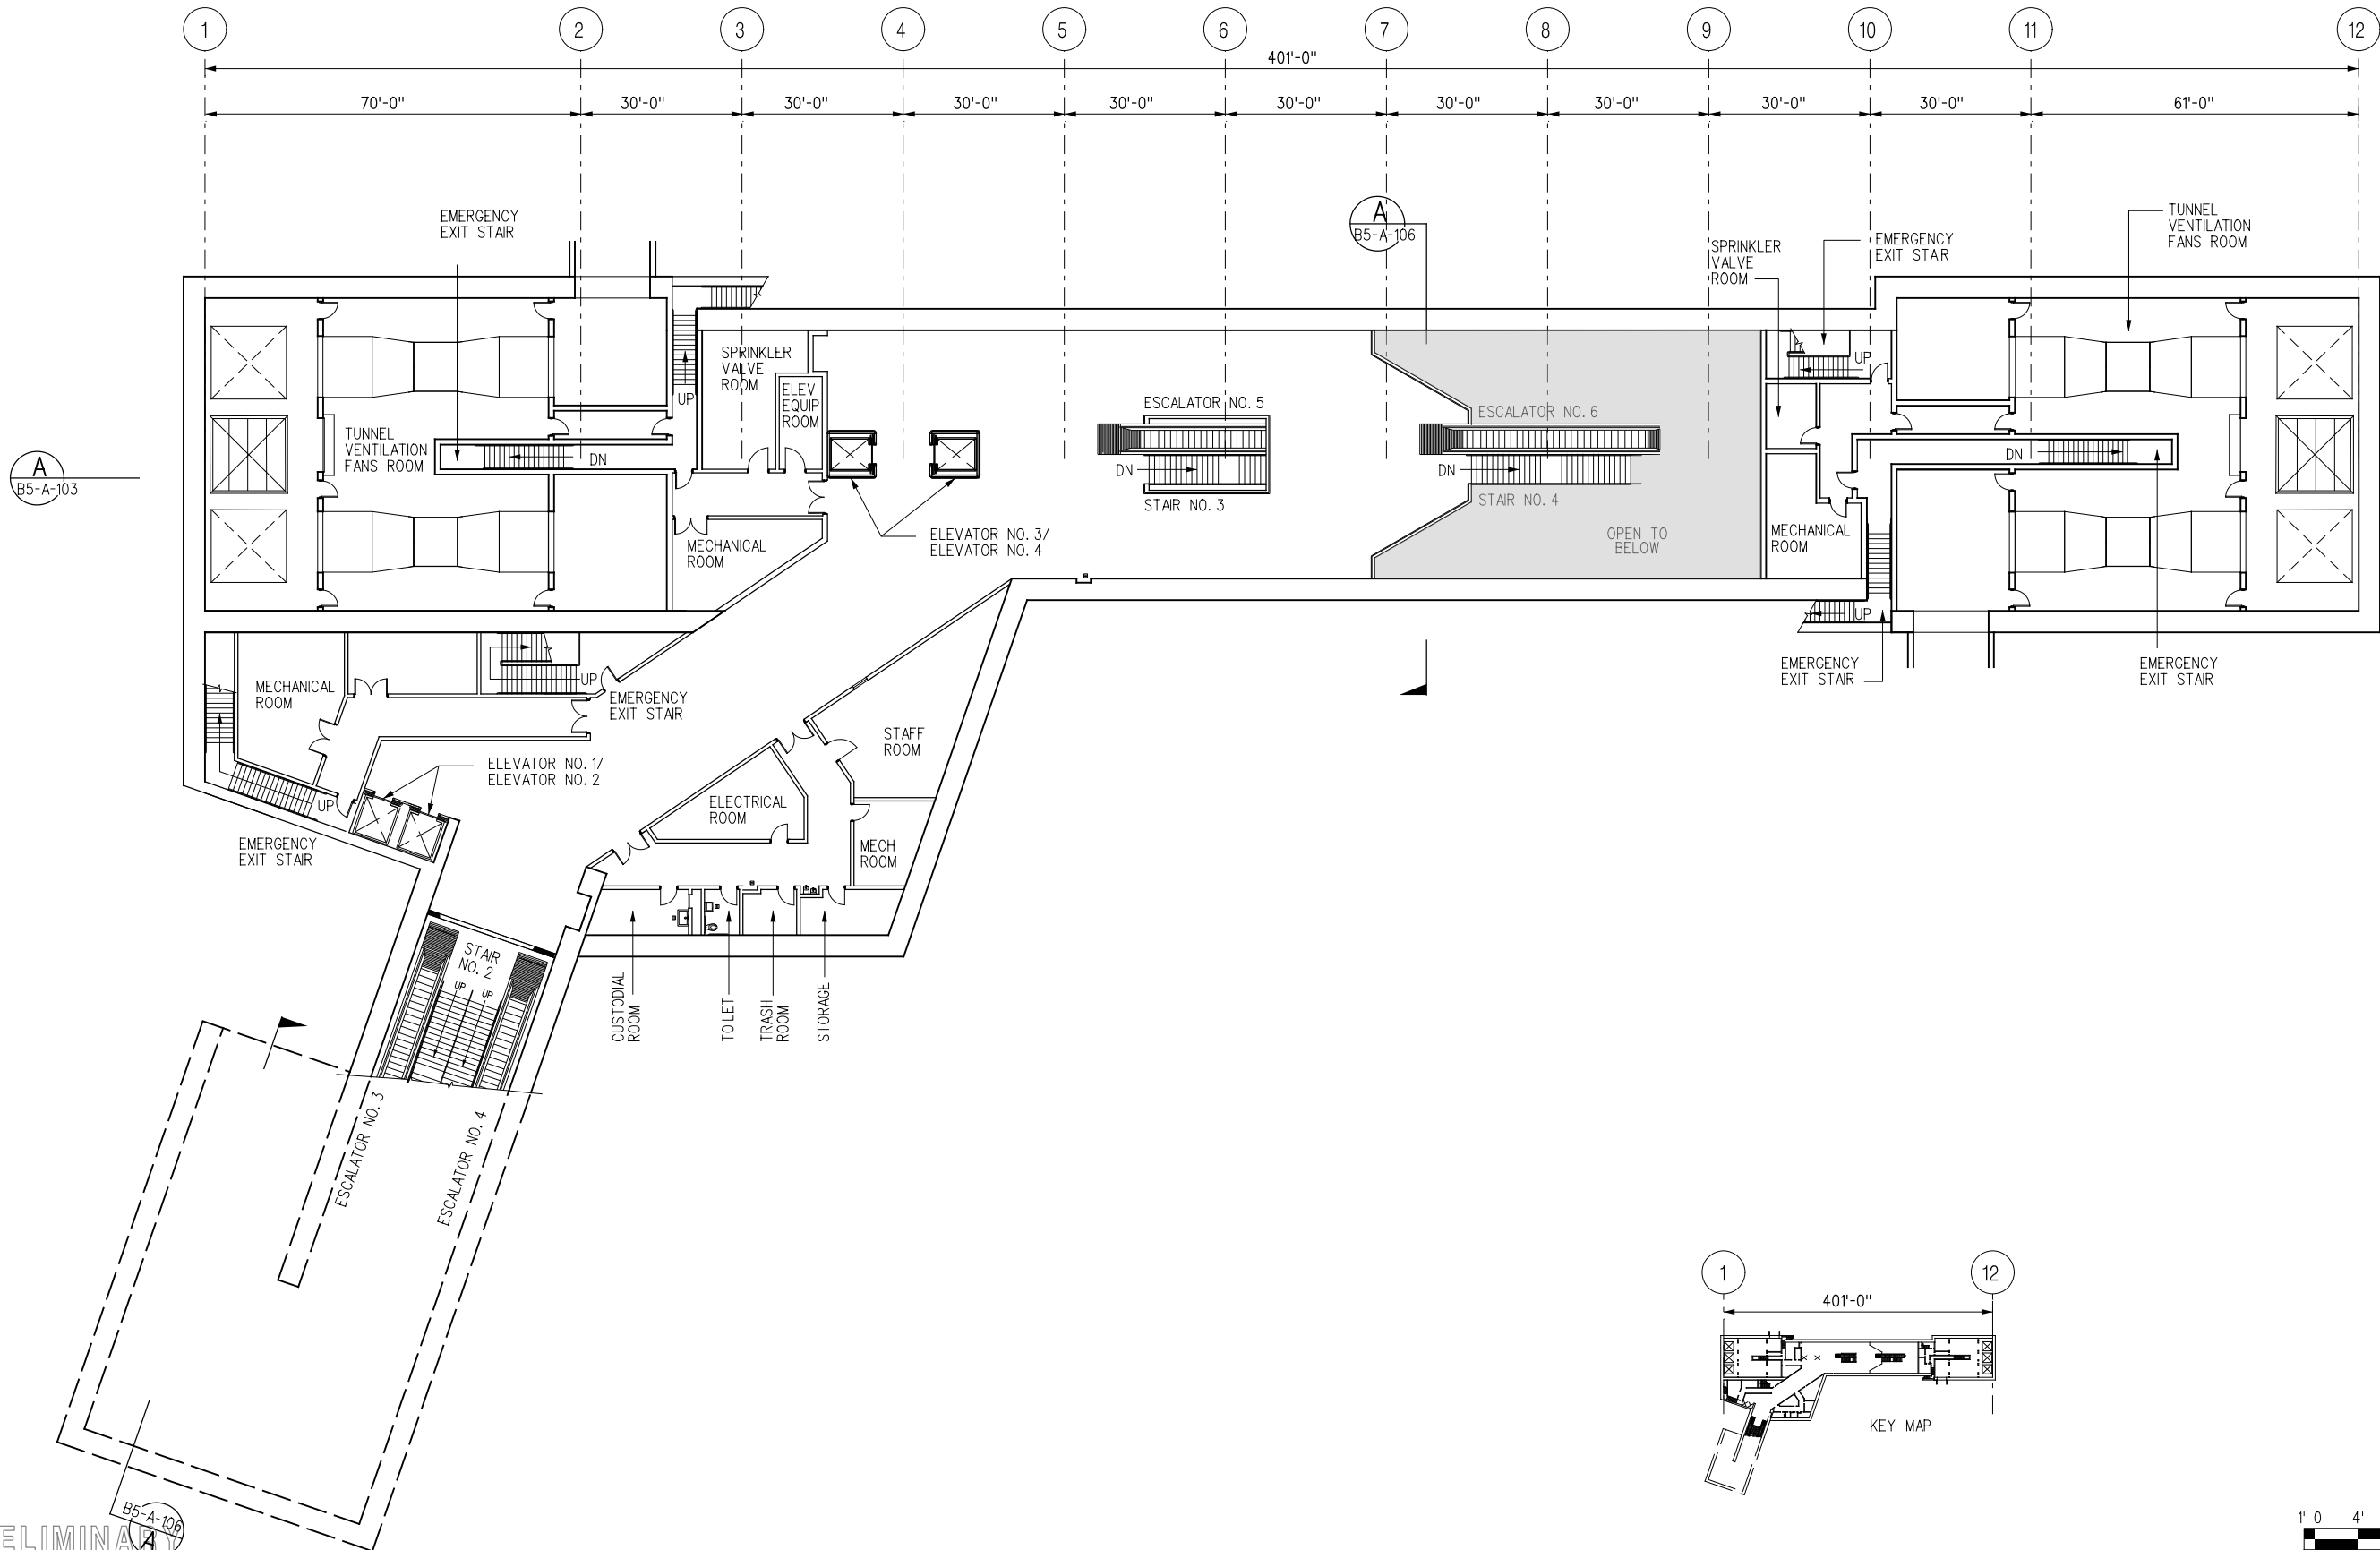 1 2 3 4 5 6 7 8 9 10 11 12
401'-0"
70'-0" 30'-0" 30'-0" 30'-0" 30'-0" 30'-0" 30'-0" 30'-0" 30'-0" 30'-0" 61'-0"
EMERGENCY
EXIT STAIR
A
B5-A-106
SPRINKLER
VALVE
ROOM
EMERGENCY
EXIT STAIR
TUNNEL
VENTILATION
FANS ROOM
SPRINKLER
VALVE
ROOM
ELEV
EQUIP
ROOM
UP
UP
TUNNEL
VENTILATION
FANS ROOM
DN
ESCALATOR NO. 5
DN
STAIR NO. 3
ESCALATOR NO. 6
DN
STAIR NO. 4
DN
A
B5-A-103
MECHANICAL
ROOM
ELEVATOR NO. 3/
ELEVATOR NO. 4
OPEN TO
BELOW
MECHANICAL
ROOM
UP
EMERGENCY
EXIT STAIR
EMERGENCY
EXIT STAIR
MECHANICAL
ROOM
UP
EMERGENCY
EXIT STAIR
STAFF
ROOM
ELEVATOR NO. 1/
ELEVATOR NO. 2
UP
ELECTRICAL
ROOM
EMERGENCY
EXIT STAIR
MECH
ROOM
STAIR
NO. 2
UP UP
CUSTODIAL
ROOM
TOILET
TRASH
ROOM
STORAGE
ESCALATOR NO. 3
ESCALATOR NO. 4
1 12
401'-0"
KEY MAP
B5-A-106
A
ELIMINARY
1' 0 4'